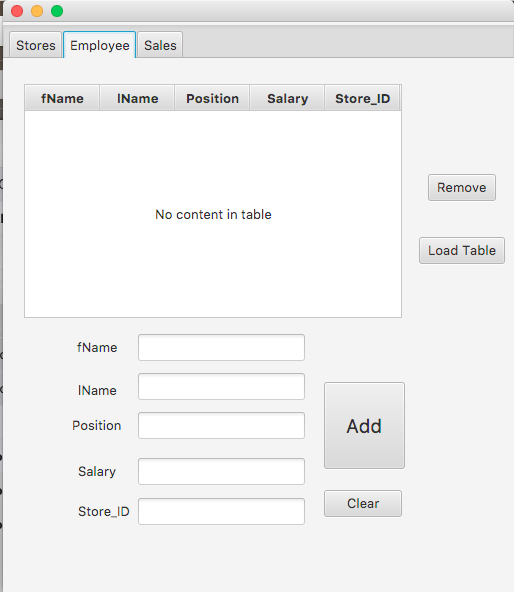 Stores Employee Sales
fName lName Position Salary Store_ID
No content in table
Remove
Load Table
fName
lName
Position
Add
Salary
Clear
Store_ID